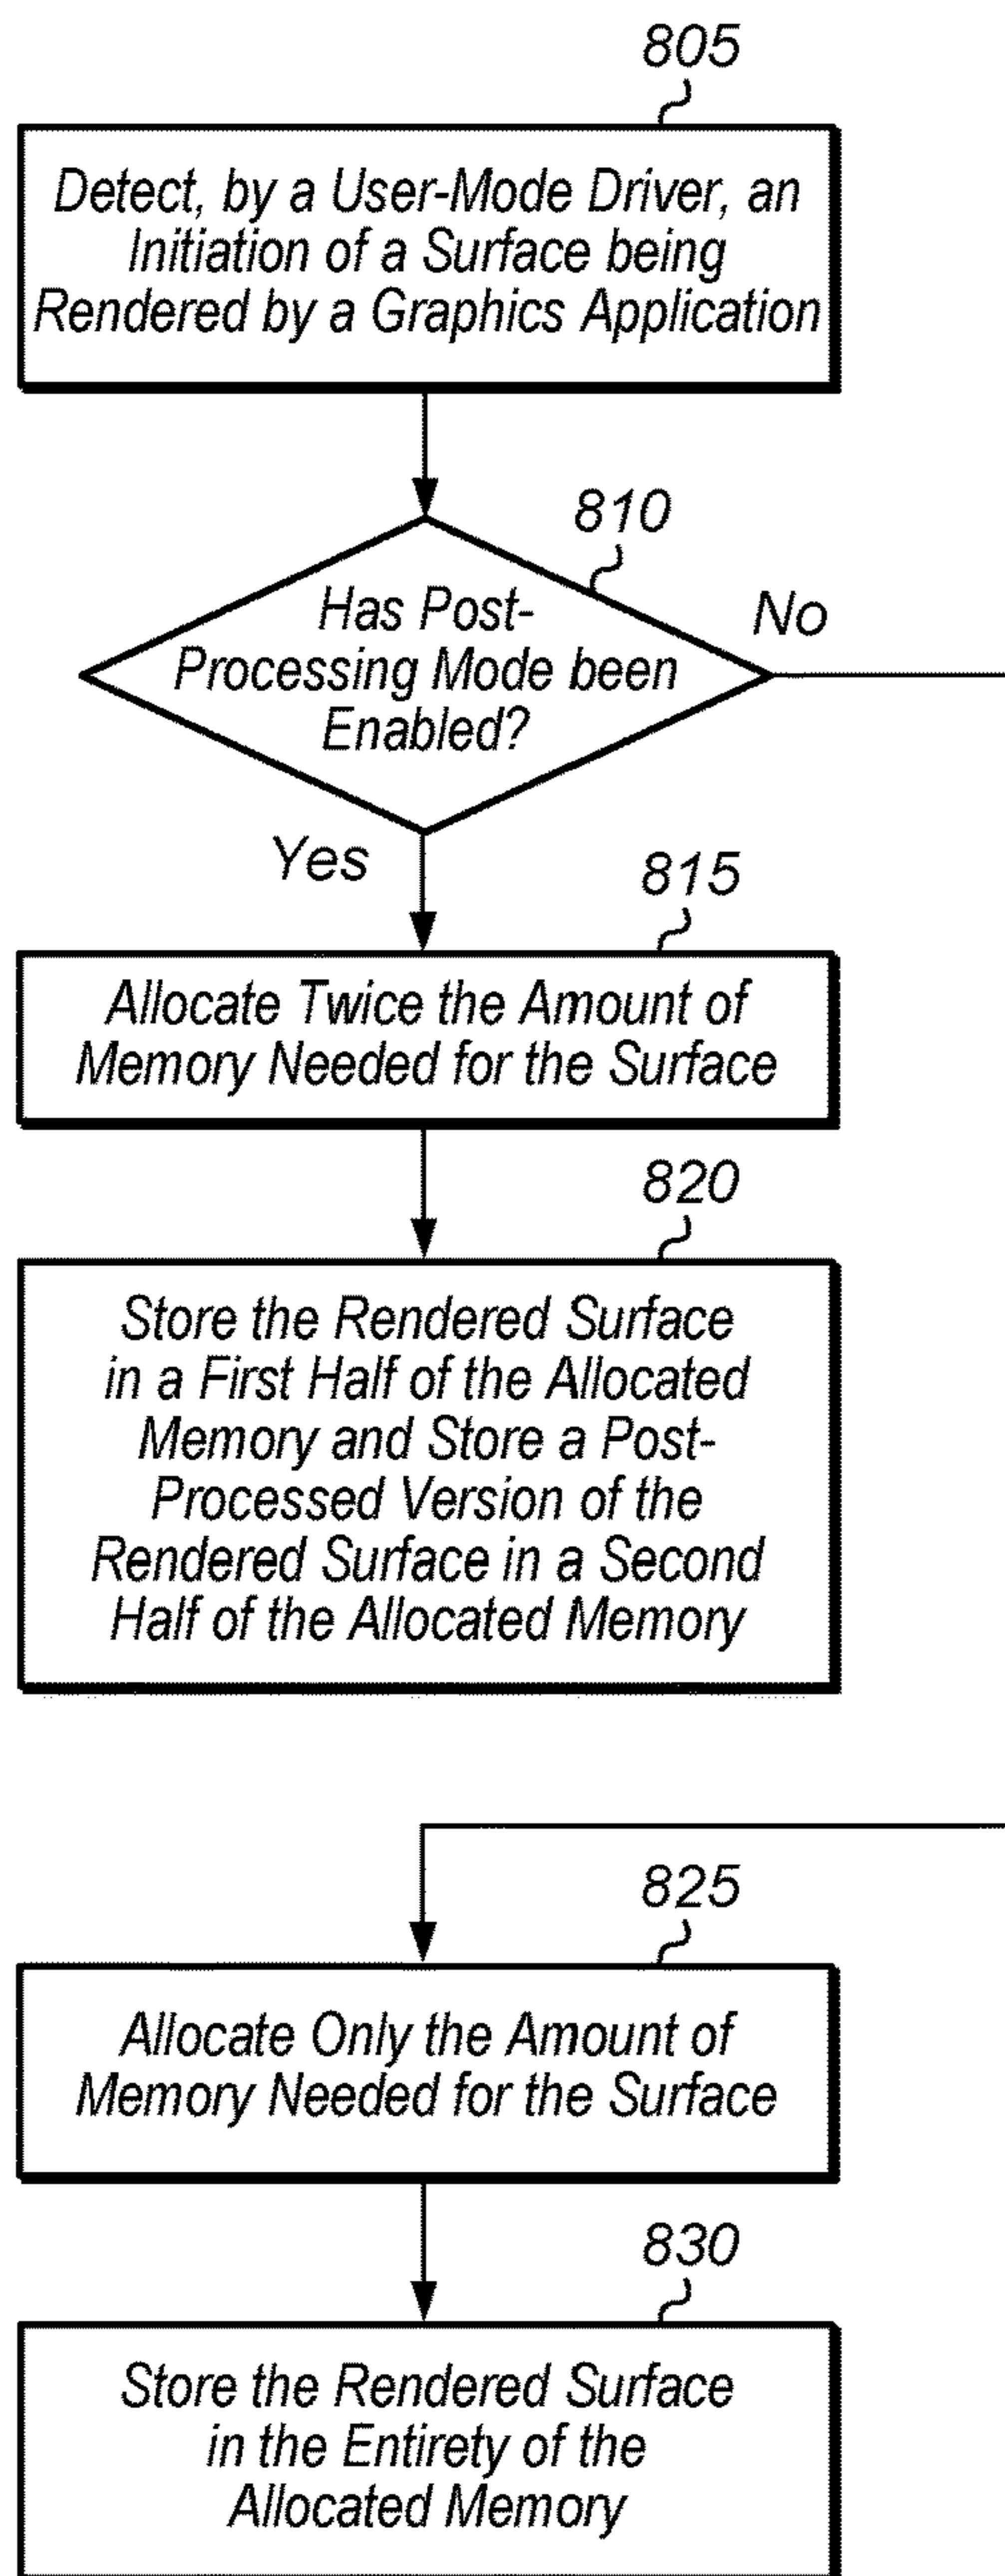 805
Detect, by a User-Mode Driver, an
Initiation of a Surface being
Rendered by a Graphics Application
810
Has Post-
Processing Mode been
Enabled?
No
Yes
815
Allocate Twice the Amount of
Memory Needed for the Surface
820
Store the Rendered Surface
in a First Half of the Allocated
Memory and Store a Post-
Processed Version of the
Rendered Surface in a Second
Half of the Allocated Memory
825
Allocate Only the Amount of
Memory Needed for the Surface
830
Store the Rendered Surface
in the Entirety of the
Allocated Memory